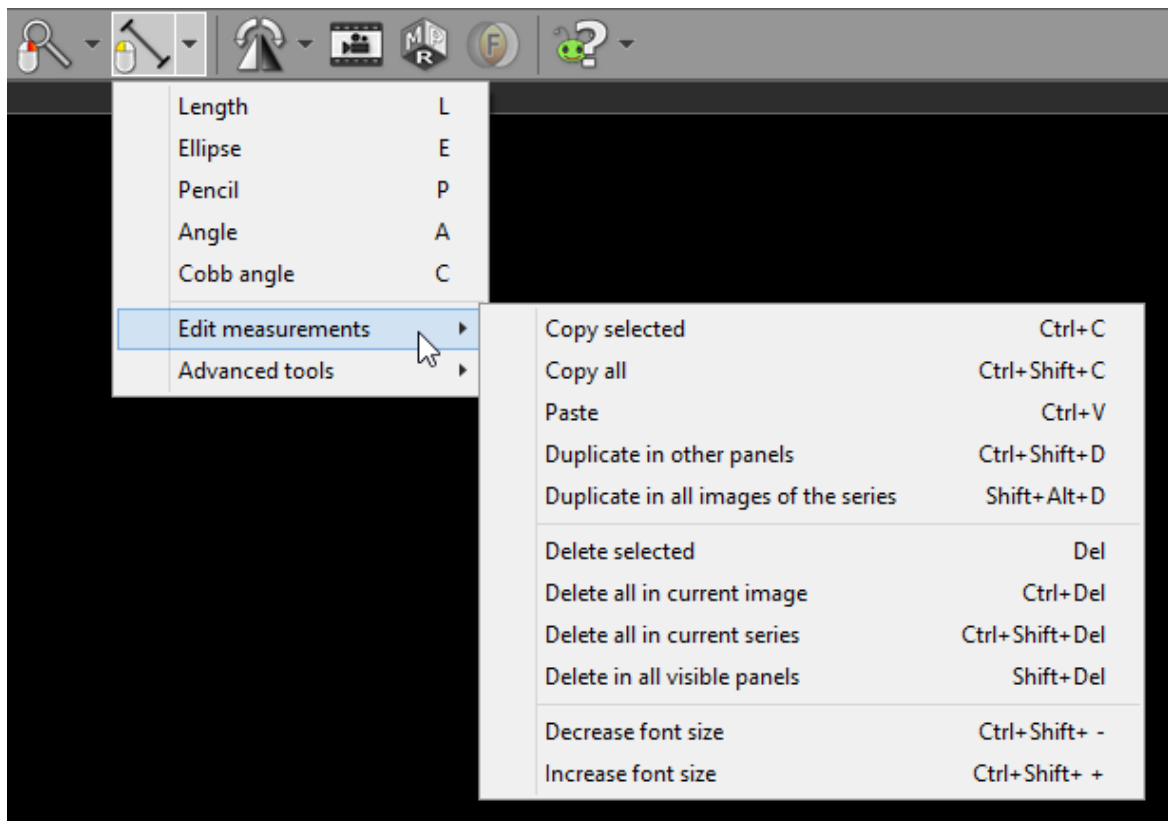 M P R F ?
Length L
Ellipse E
Pencil P
Angle A
Cobb angle C
Edit measurements
Advanced tools
Copy selected Ctrl+C
Copy all Ctrl+Shift+C
Paste Ctrl+V
Duplicate in other panels Ctrl+Shift+D
Duplicate in all images of the series Shift+Alt+D
Delete selected Del
Delete all in current image Ctrl+Del
Delete all in current series Ctrl+Shift+Del
Delete in all visible panels Shift+Del
Decrease font size Ctrl+Shift+ -
Increase font size Ctrl+Shift+ +